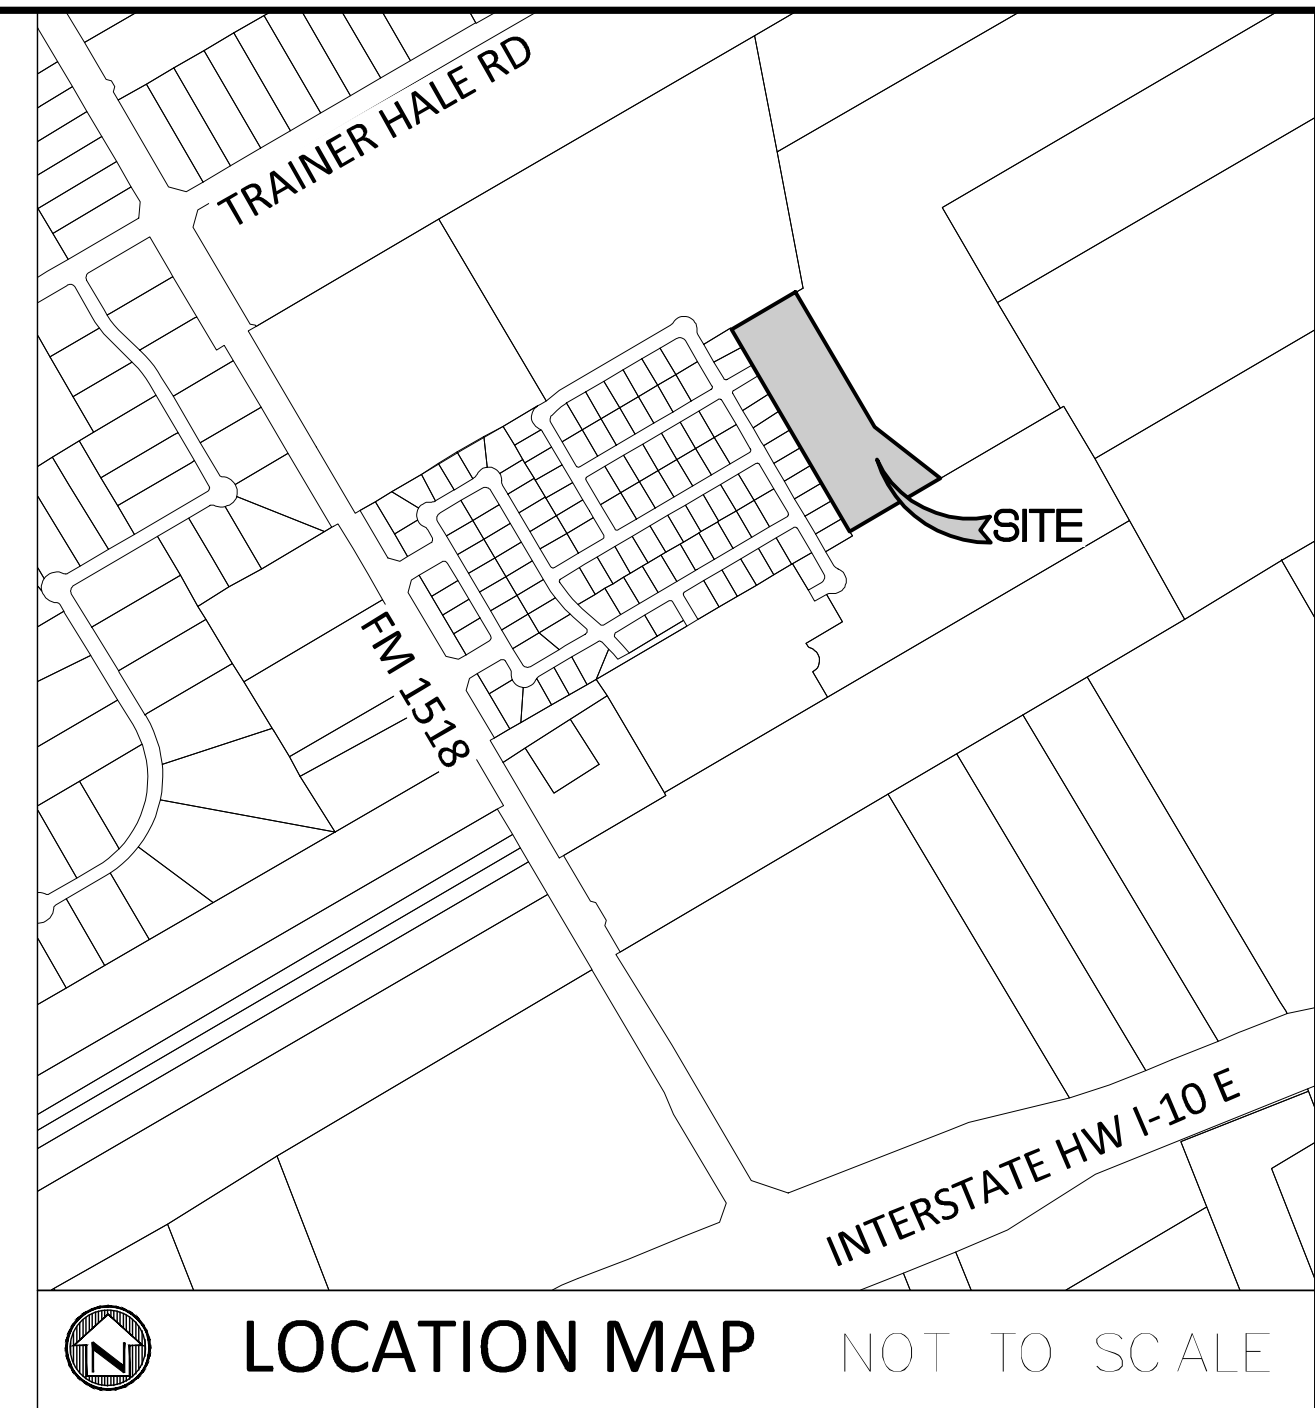 TRAINER HALE RD
SITE
FM 1518
INTERSTATE HW I-10 E
N
LOCATION MAP NOT TO SCALE